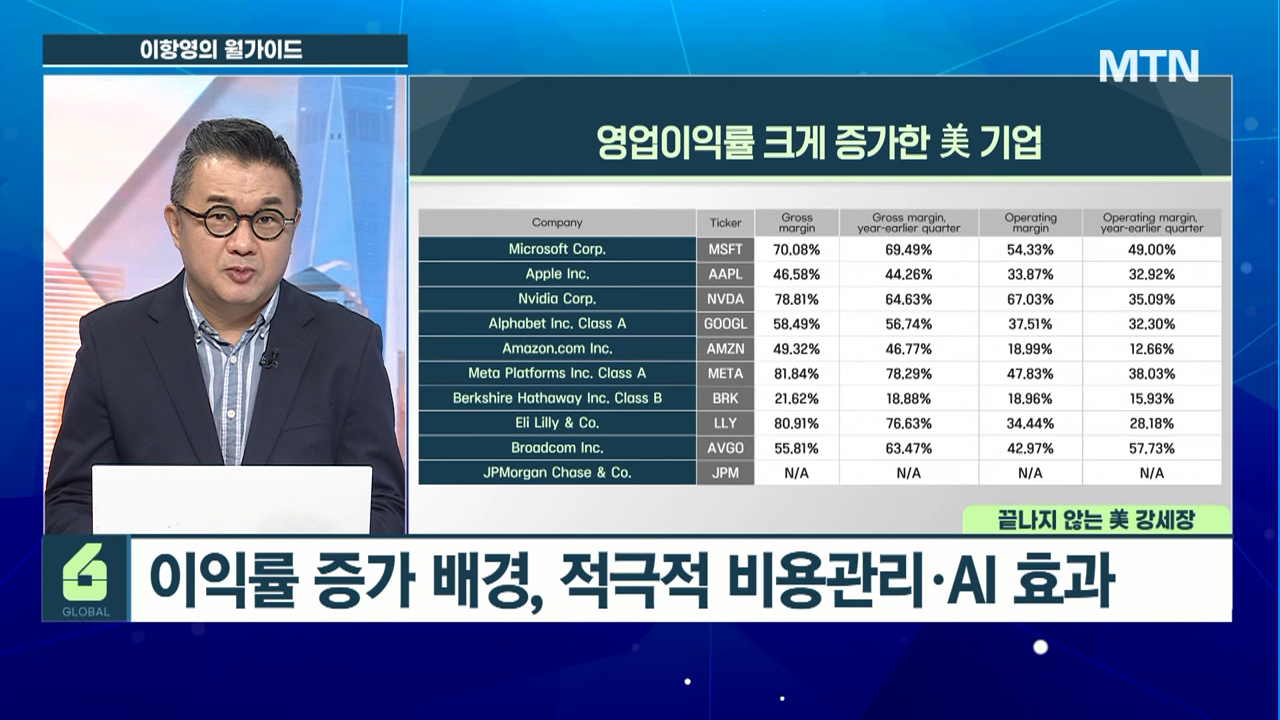 이항영의 월가이드
MTN
영업이익률 크게 증가한 美 기업
Company Ticker Gross margin Gross margin, year-earlier quarter Operating margin Operating margin, year-earlier quarter
Microsoft Corp. MSFT 70.08% 69.49% 54.33% 49.00%
Apple Inc. AAPL 46.58% 44.26% 33.87% 32.92%
Nvidia Corp. NVDA 78.81% 64.63% 67.03% 35.09%
Alphabet Inc. Class A GOOGL 58.49% 56.74% 37.51% 32.30%
Amazon.com Inc. AMZN 49.32% 46.77% 18.99% 12.66%
Meta Platforms Inc. Class A META 81.84% 78.29% 47.83% 38.03%
Berkshire Hathaway Inc. Class B BRK 21.62% 18.88% 18.96% 15.93%
Eli Lilly & Co. LLY 80.91% 76.63% 34.44% 28.18%
Broadcom Inc. AVGO 55.81% 63.47% 42.97% 57.73%
JPMorgan Chase & Co. JPM N/A N/A N/A N/A
끝나지 않는 美 강세장
6
GLOBAL
이익률 증가 배경, 적극적 비용관리·AI 효과